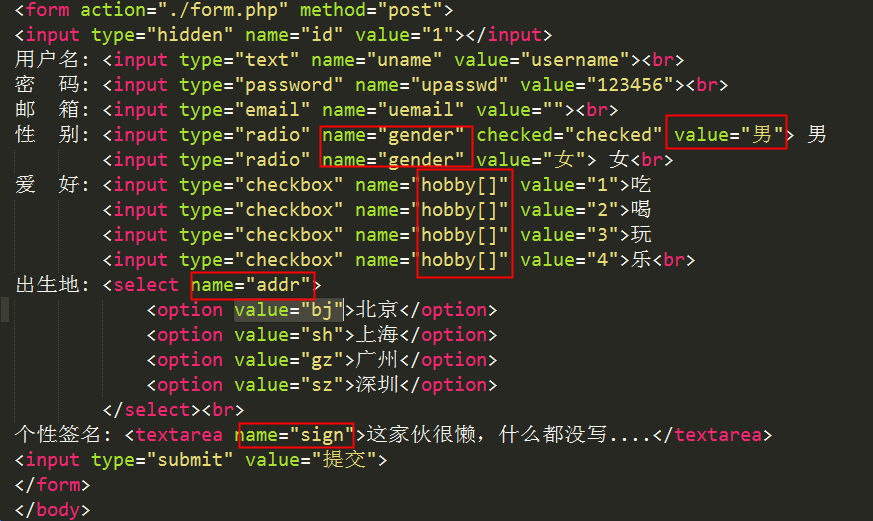 <form action="./form.php" method="post">
<input type="hidden" name="id" value="1"></input>
用户名: <input type="text" name="uname" value="username"><br>
密  码: <input type="password" name="upasswd" value="123456"><br>
邮  箱: <input type="email" name="uemail" value=""><br>
性  别: <input type="radio" name="gender" checked="checked" value="男"> 男
<input type="radio" name="gender" value="女"> 女<br>
爱  好: <input type="checkbox" name="hobby[]" value="1">吃
<input type="checkbox" name="hobby[]" value="2">喝
<input type="checkbox" name="hobby[]" value="3">玩
<input type="checkbox" name="hobby[]" value="4">乐<br>
出生地: <select name="addr">
<option value="bj">北京</option>
<option value="sh">上海</option>
<option value="gz">广州</option>
<option value="sz">深圳</option>
</select><br>
个性签名: <textarea name="sign">这家伙很懒，什么都没写....</textarea>
<input type="submit" value="提交">
</form>
</body>